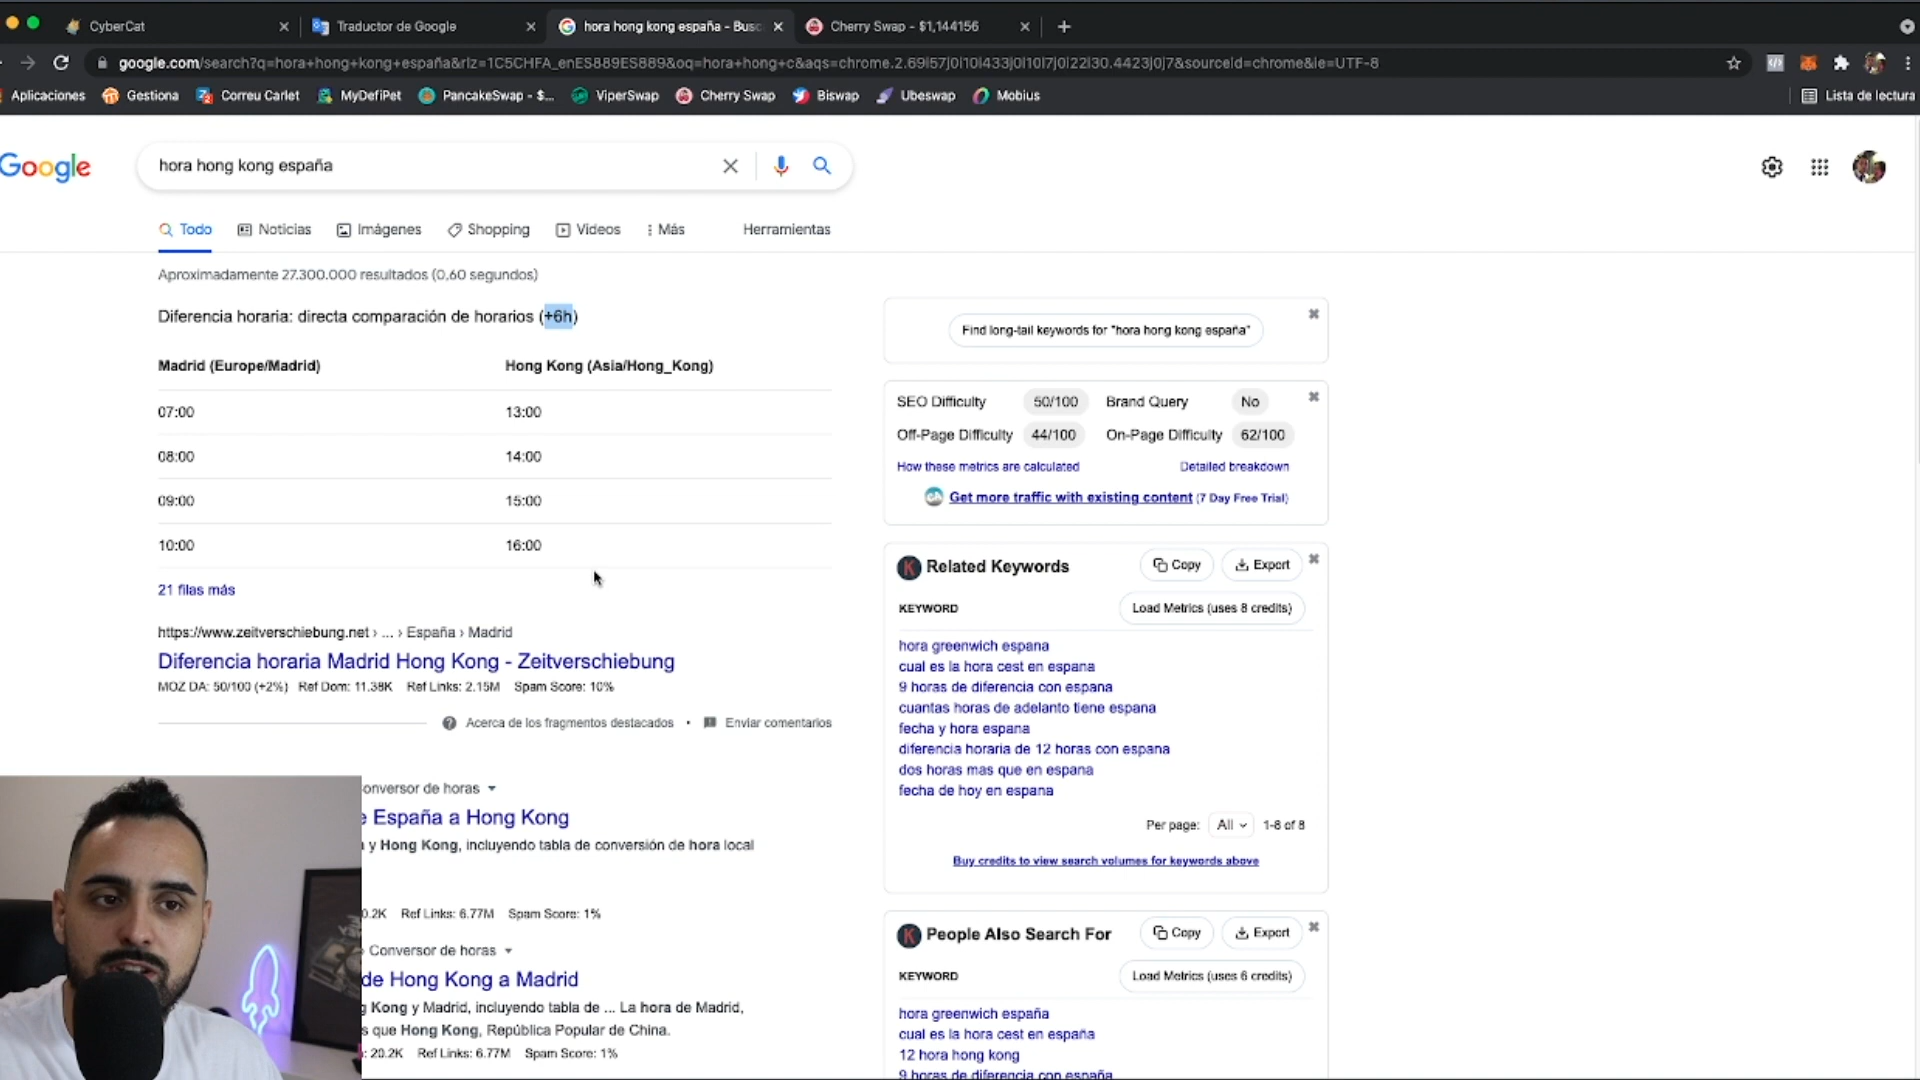 CyberCat
Traductor de Google
hora hong kong españa - Busc
Cherry Swap - $1,144156
google.com/search?q=hora+hong+kong+españa&rlz=1C5CHFA_enES889ES889&oq=hora+hong+c&aqs=chrome.2.69i57j0i10i433j0i10l7j0i22i30.4423j0j7&sourceid=chrome&ie=UTF-8
Aplicaciones
Gestiona
Correu Carlet
MyDefiPet
PancakeSwap - $...
ViperSwap
Cherry Swap
Biswap
Ubeswap
Mobius
Lista de lectura
Google
hora hong kong españa
Todo
Noticias
Imágenes
Shopping
Vídeos
Más
Herramientas
Aproximadamente 27.300.000 resultados (0,60 segundos)
Diferencia horaria: directa comparación de horarios (+6h)
Madrid (Europe/Madrid) Hong Kong (Asia/Hong_Kong)
07:00 13:00
08:00 14:00
09:00 15:00
10:00 16:00
21 filas más
https://www.zeitverschiebung.net › ... › España › Madrid
Diferencia horaria Madrid Hong Kong - Zeitverschiebung
MOZ DA: 50/100 (+2%) Ref Dom: 11.38K Ref Links: 2.15M Spam Score: 10%
Acerca de los fragmentos destacados • Enviar comentarios
onversor de horas
España a Hong Kong
y Hong Kong, incluyendo tabla de conversión de hora local
0.2K Ref Links: 6.77M Spam Score: 1%
› Conversor de horas
de Hong Kong a Madrid
g Kong y Madrid, incluyendo tabla de ... La hora de Madrid,
s que Hong Kong, República Popular de China.
: 20.2K Ref Links: 6.77M Spam Score: 1%
Find long-tail keywords for "hora hong kong españa"
SEO Difficulty 50/100 Brand Query No
Off-Page Difficulty 44/100 On-Page Difficulty 62/100
How these metrics are calculated Detailed breakdown
Get more traffic with existing content (7 Day Free Trial)
K Related Keywords Copy Export
KEYWORD Load Metrics (uses 8 credits)
hora greenwich espana
cual es la hora cest en espana
9 horas de diferencia con espana
cuantas horas de adelanto tiene espana
fecha y hora espana
diferencia horaria de 12 horas con espana
dos horas mas que en espana
fecha de hoy en espana
Per page: All 1-8 of 8
Buy credits to view search volumes for keywords above
K People Also Search For Copy Export
KEYWORD Load Metrics (uses 6 credits)
hora greenwich españa
cual es la hora cest en españa
12 hora hong kong
9 horas de diferencia con españa